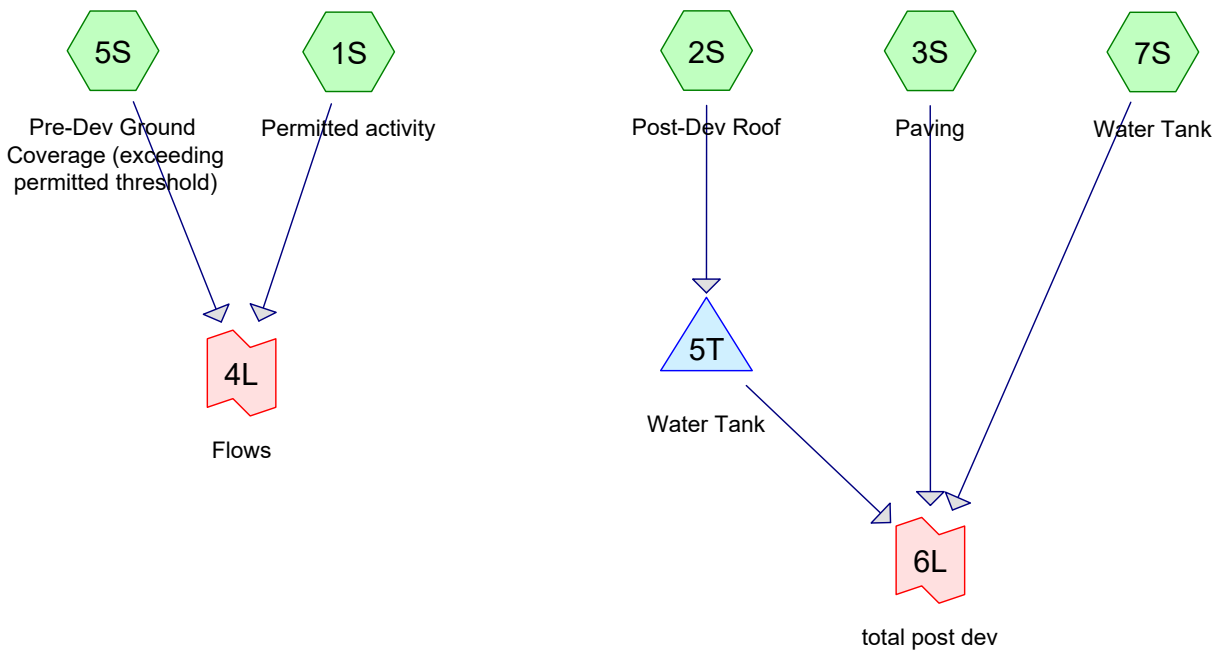 5S
1S
2S
3S
7S
Pre-Dev Ground
Coverage (exceeding
permitted threshold)
Permitted activity
Post-Dev Roof
Paving
Water Tank
4L
Flows
5T
Water Tank
6L
total post dev